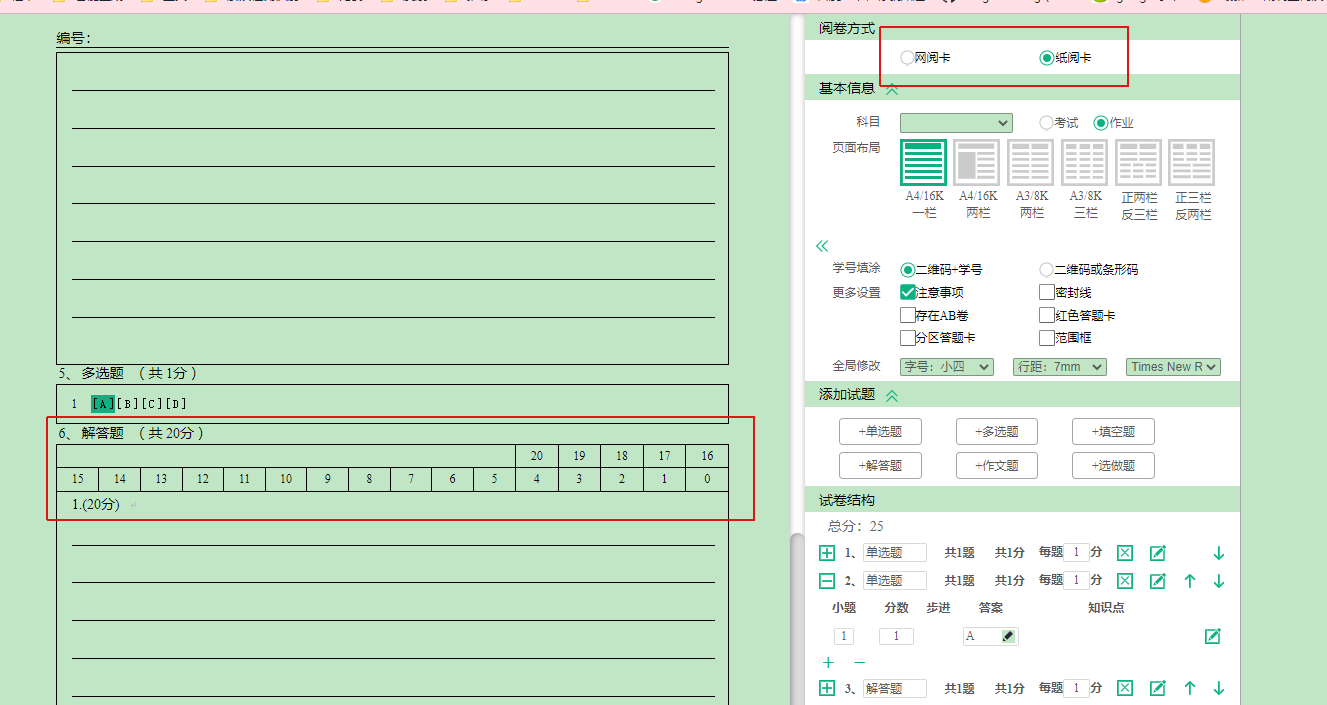 编号：
5、 多选题 （ 共 1分 ）
1 [A] [B] [C] [D]
6、 解答题 （ 共 20分 ）
20 19 18 17 16
15 14 13 12 11 10 9 8 7 6 5 4 3 2 1 0
1.(20分)
阅卷方式
网阅卡 纸阅卡
基本信息
科目 考试 作业
页面布局
A4/16K A4/16K A3/8K A3/8K 正两栏 正三栏
一栏 两栏 两栏 三栏 反三栏 反两栏
学号填涂 二维码+学号 二维码或条形码
更多设置 注意事项 密封线
存在AB卷 红色答题卡
分区答题卡 范围框
全局修改 字号：小四 行距：7mm Times New R
添加试题
+单选题 +多选题 +填空题
+解答题 +作文题 +选做题
试卷结构
总分：25
1、 单选题 共1题 共1分 每题 1 分
2、 单选题 共1题 共1分 每题 1 分
小题 分数 步进 答案 知识点
1 1 A
3、 解答题 共1题 共1分 每题 1 分